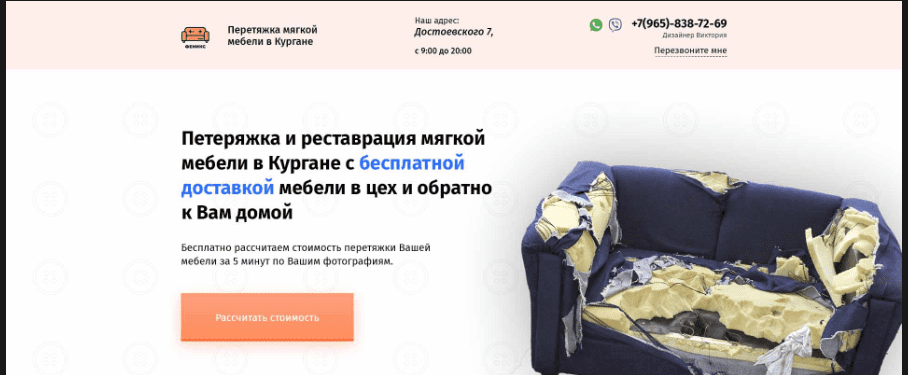 ФЕНИКС
Перетяжка мягкой
мебели в Кургане
Наш адрес:
Достоевского 7,
с 9:00 до 20:00
+7(965)-838-72-69
Дизайнер Виктория
Перезвоните мне
Петеряжка и реставрация мягкой
мебели в Кургане с бесплатной
доставкой мебели в цех и обратно
к Вам домой
Бесплатно рассчитаем стоимость перетяжки Вашей
мебели за 5 минут по Вашим фотографиям.
Рассчитать стоимость